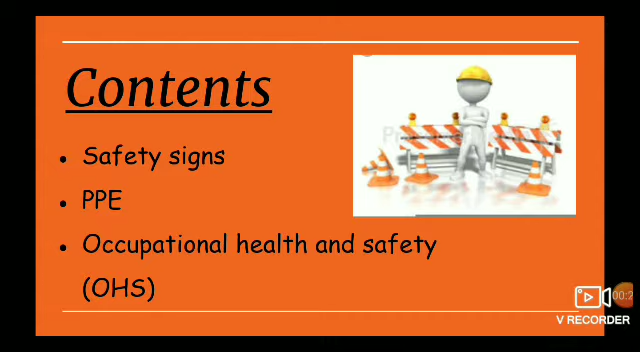 Contents
• Safety signs
• PPE
• Occupational health and safety
(OHS)
V RECORDER